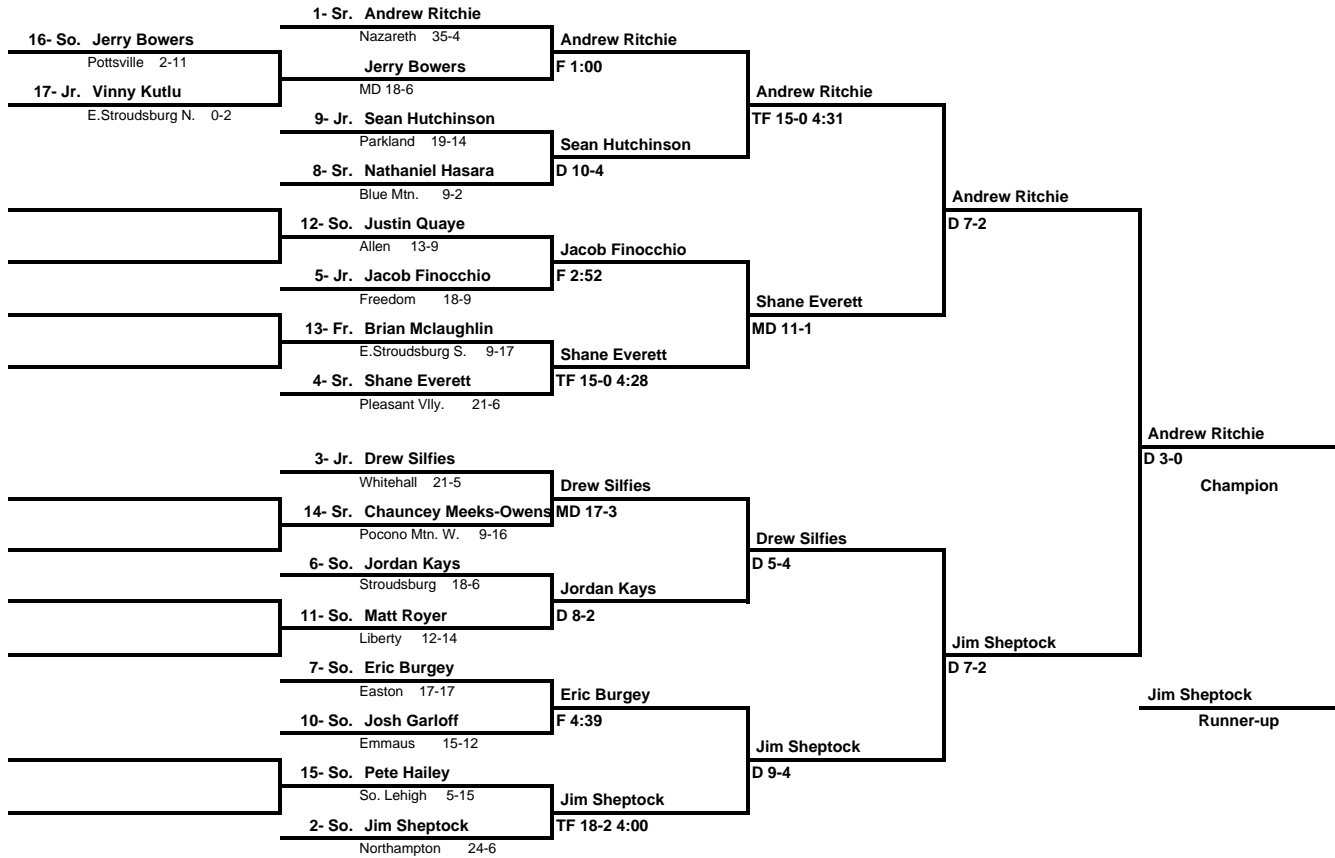 16- So. Jerry Bowers
Pottsville 2-11
17- Jr. Vinny Kutlu
E.Stroudsburg N. 0-2
1- Sr. Andrew Ritchie
Nazareth 35-4
Jerry Bowers
MD 18-6
9- Jr. Sean Hutchinson
Parkland 19-14
8- Sr. Nathaniel Hasara
Blue Mtn. 9-2
12- So. Justin Quaye
Allen 13-9
5- Jr. Jacob Finocchio
Freedom 18-9
13- Fr. Brian Mclaughlin
E.Stroudsburg S. 9-17
4- Sr. Shane Everett
Pleasant Vlly. 21-6
3- Jr. Drew Silfies
Whitehall 21-5
14- Sr. Chauncey Meeks-Owens
Pocono Mtn. W. 9-16
6- So. Jordan Kays
Stroudsburg 18-6
11- So. Matt Royer
Liberty 12-14
7- So. Eric Burgey
Easton 17-17
10- So. Josh Garloff
Emmaus 15-12
15- So. Pete Hailey
So. Lehigh 5-15
2- So. Jim Sheptock
Northampton 24-6
Andrew Ritchie
F 1:00
Sean Hutchinson
D 10-4
Jacob Finocchio
F 2:52
Shane Everett
TF 15-0 4:28
Drew Silfies
MD 17-3
Jordan Kays
D 8-2
Eric Burgey
F 4:39
Jim Sheptock
TF 18-2 4:00
Andrew Ritchie
TF 15-0 4:31
Shane Everett
MD 11-1
Drew Silfies
D 5-4
Jim Sheptock
D 9-4
Andrew Ritchie
D 7-2
Jim Sheptock
D 7-2
Andrew Ritchie
D 3-0
Champion
Jim Sheptock
Runner-up